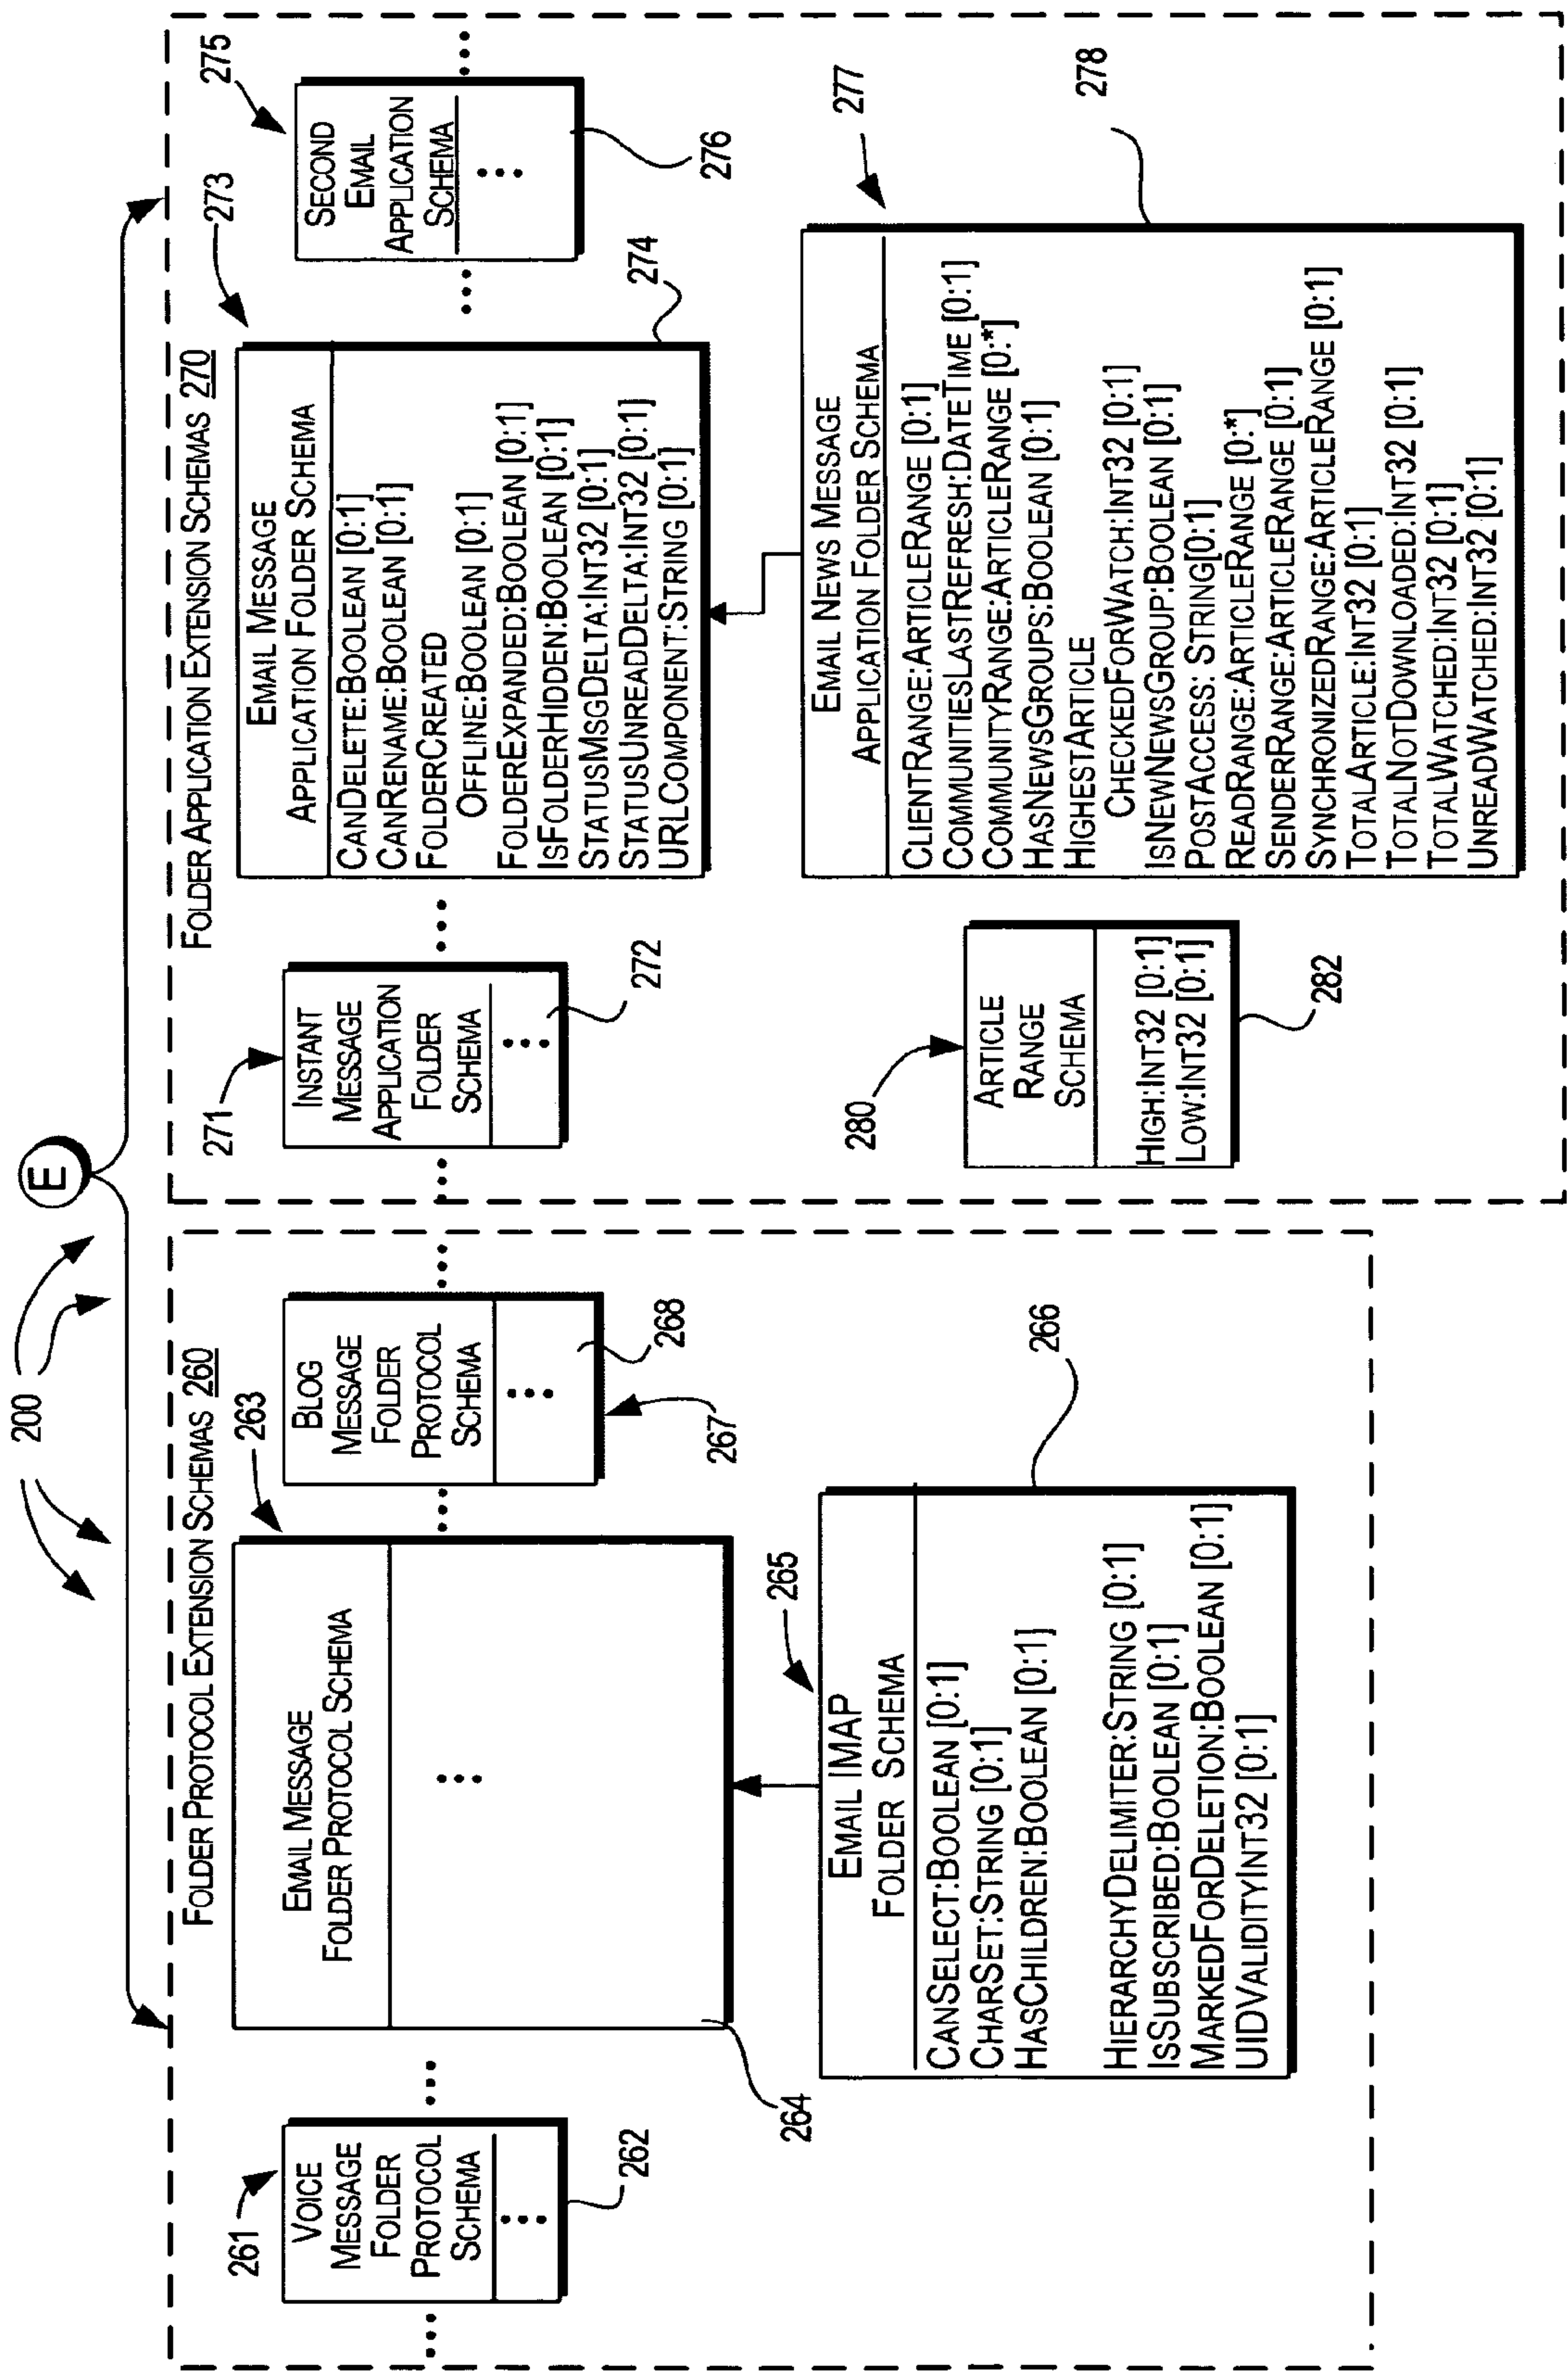 E
200
FOLDER PROTOCOL EXTENSION SCHEMAS 260
261
VOICE
MESSAGE
FOLDER
PROTOCOL
SCHEMA
262
EMAIL MESSAGE
FOLDER PROTOCOL SCHEMA
263
264
BLOG
MESSAGE
FOLDER
PROTOCOL
SCHEMA
268
267
EMAIL IMAP
FOLDER SCHEMA
265
CANSELECT:BOOLEAN [0:1]
CHARSET:STRING [0:1]
HASCHILDREN:BOOLEAN [0:1]
HIERARCHYDELIMITER:STRING [0:1]
ISSUBSCRIBED:BOOLEAN [0:1]
MARKEDFORDELETION:BOOLEAN [0:1]
UIDVALIDITYINT32 [0:1]
266
FOLDER APPLICATION EXTENSION SCHEMAS 270
271
INSTANT
MESSAGE
APPLICATION
FOLDER
SCHEMA
272
273
EMAIL MESSAGE
APPLICATION FOLDER SCHEMA
CANDELETE:BOOLEAN [0:1]
CANRENAME:BOOLEAN [0:1]
FOLDERCREATED
OFFLINE:BOOLEAN [0:1]
FOLDEREXPANDED:BOOLEAN [0:1]
ISFOLDERHIDDEN:BOOLEAN [0:1]
STATUSMSGDELTA:INT32 [0:1]
STATUSUNREADDELTA:INT32 [0:1]
URLCOMPONENT:STRING [0:1]
274
275
SECOND
EMAIL
APPLICATION
SCHEMA
276
280
ARTICLE
RANGE
SCHEMA
HIGH:INT32 [0:1]
LOW:INT32 [0:1]
282
277
EMAIL NEWS MESSAGE
APPLICATION FOLDER SCHEMA
CLIENTRANGE:ARTICLERANGE [0:1]
COMMUNITIESLASTREFRESH:DATETIME [0:1]
COMMUNITYRANGE:ARTICLERANGE [0:*]
HASNEWSGROUPS:BOOLEAN [0:1]
HIGHESTARTICLE
CHECKEDFORWATCH:INT32 [0:1]
ISNEWNEWSGROUP:BOOLEAN [0:1]
POSTACCESS: STRING[0:1]
READRANGE:ARTICLERANGE [0:*]
SENDERRANGE:ARTICLERANGE [0:1]
SYNCHRONIZEDRANGE:ARTICLERANGE [0:1]
TOTALARTICLE:INT32 [0:1]
TOTALNOTDOWNLOADED:INT32 [0:1]
TOTALWATCHED:INT32 [0:1]
UNREADWATCHED:INT32 [0:1]
278